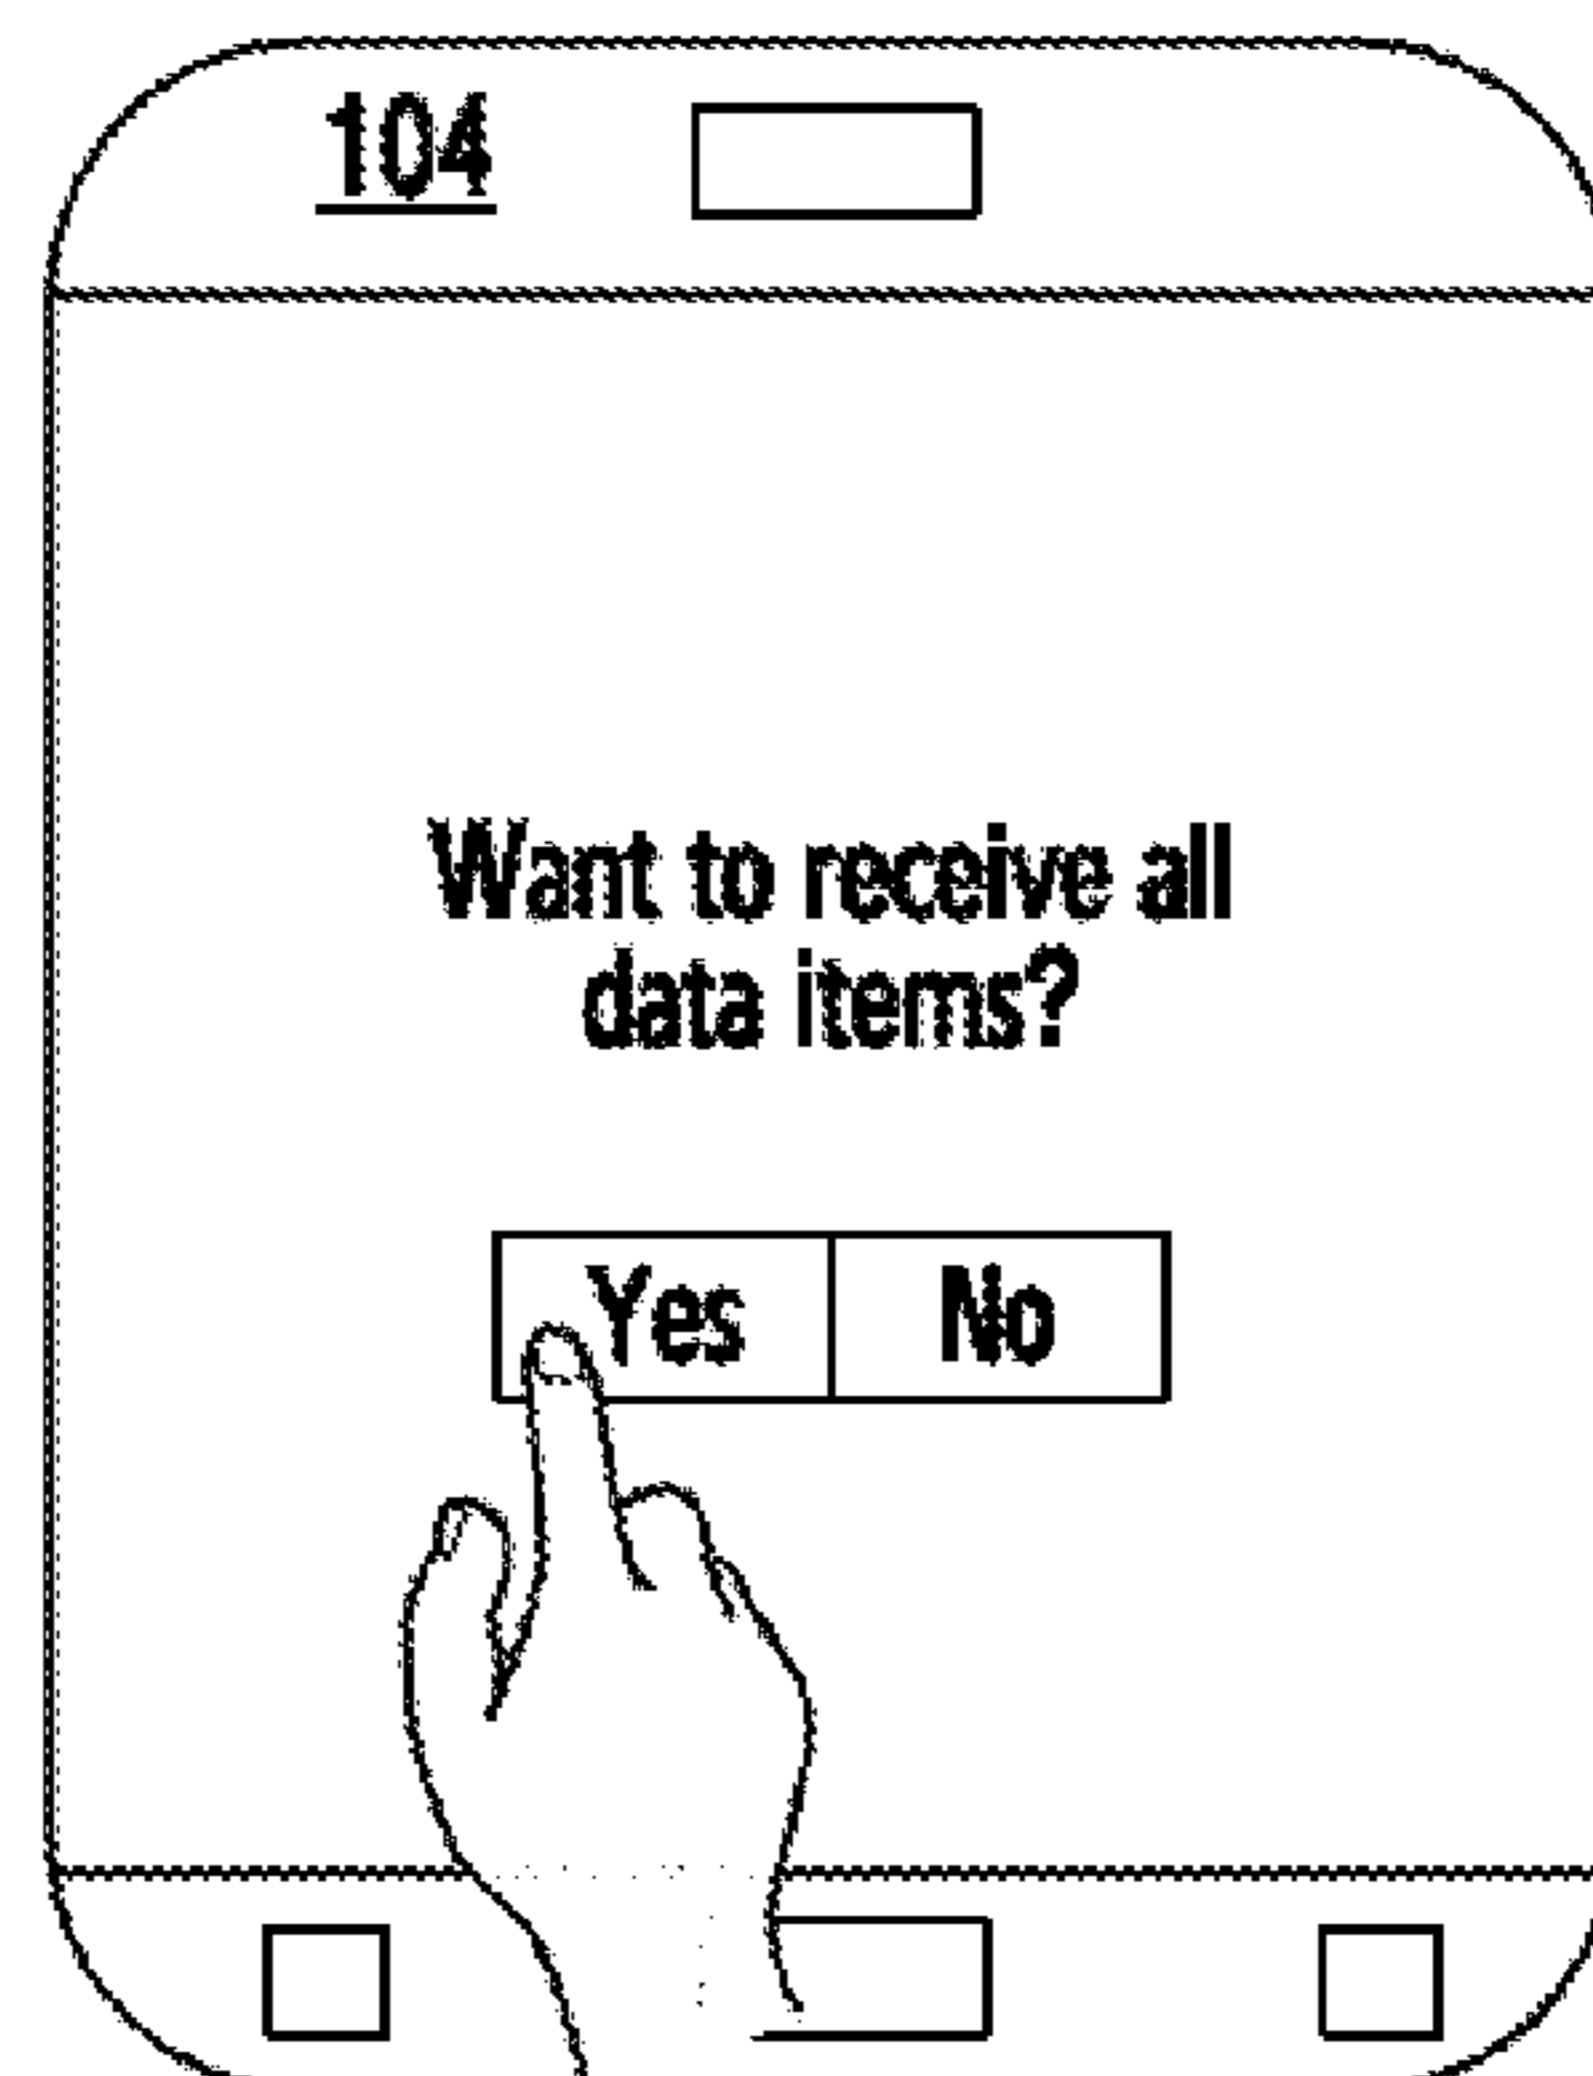 104
Want to receive all
data items?
Yes No